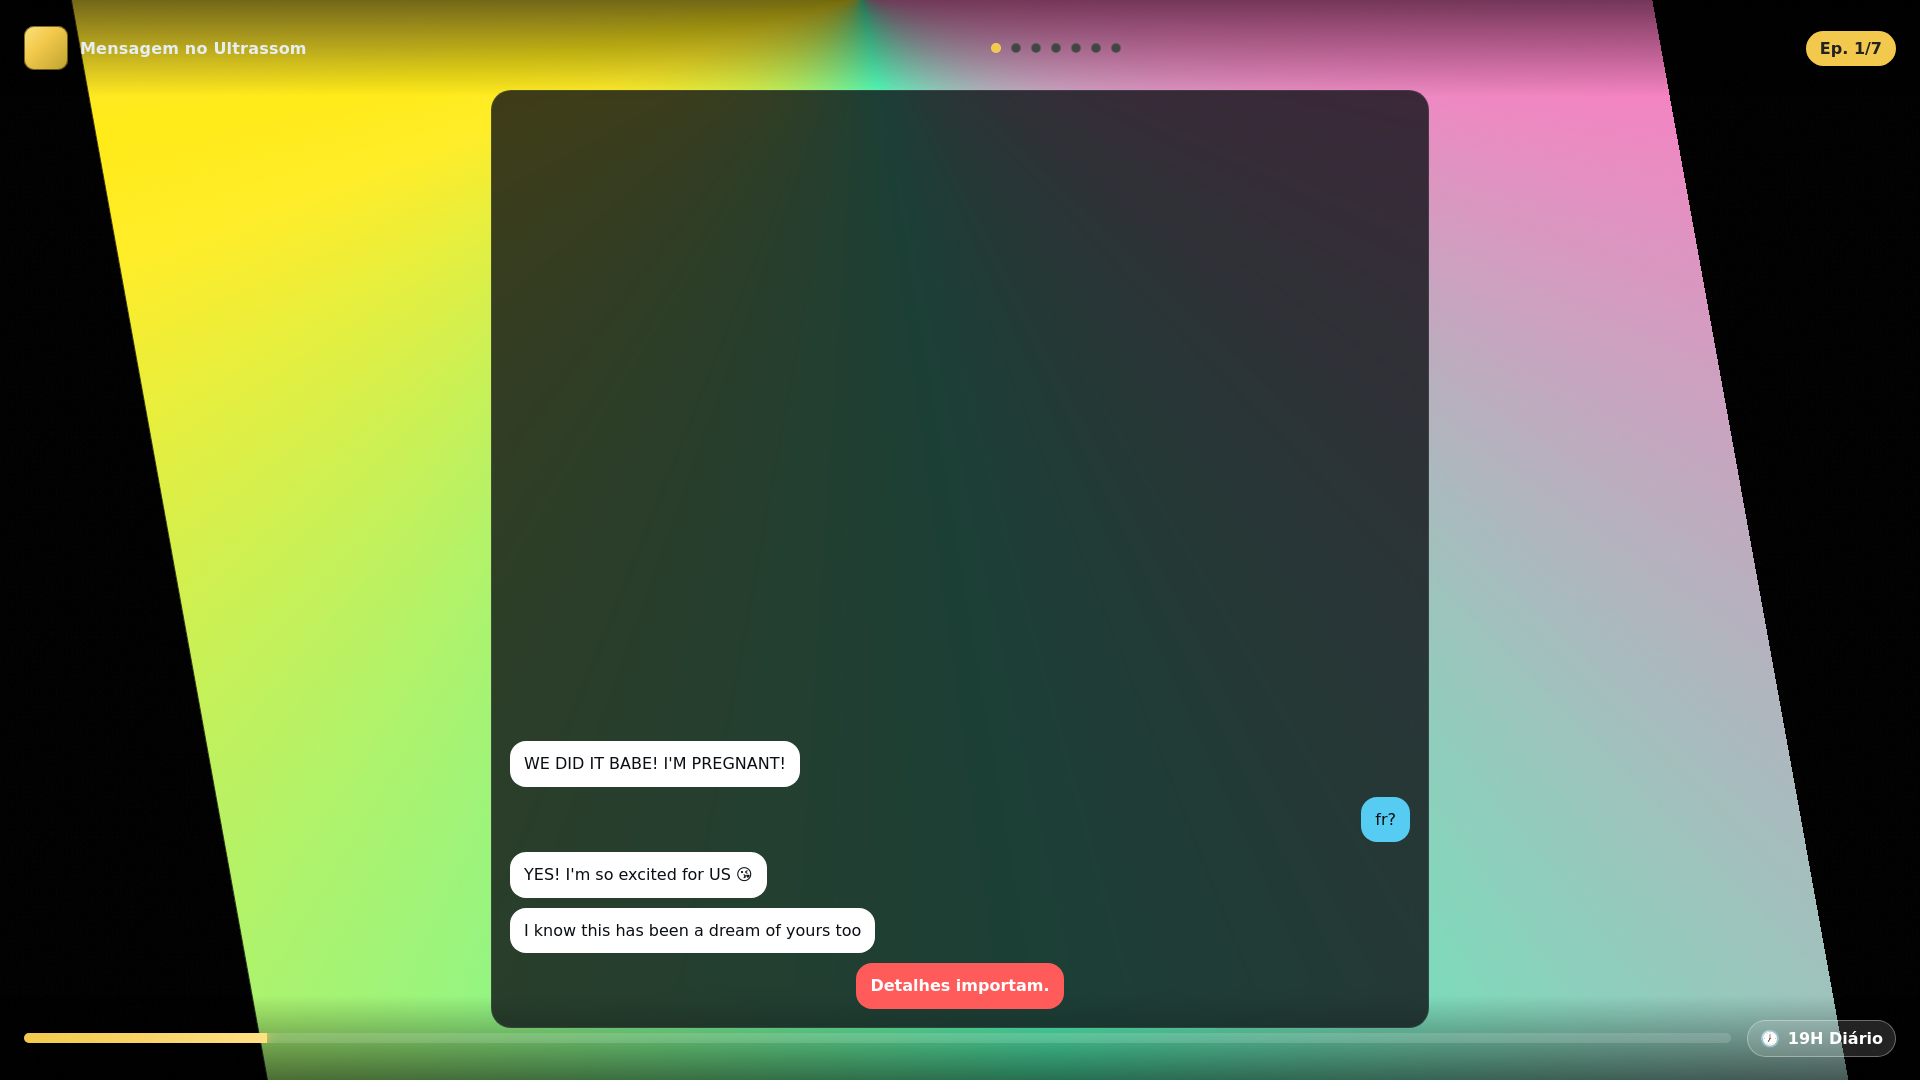 Mensagem no Ultrassom
Ep. 1/7
WE DID IT BABE! I'M PREGNANT!
fr?
YES! I'm so excited for US 😘
I know this has been a dream of yours too
Detalhes importam.
🕖 19H Diário